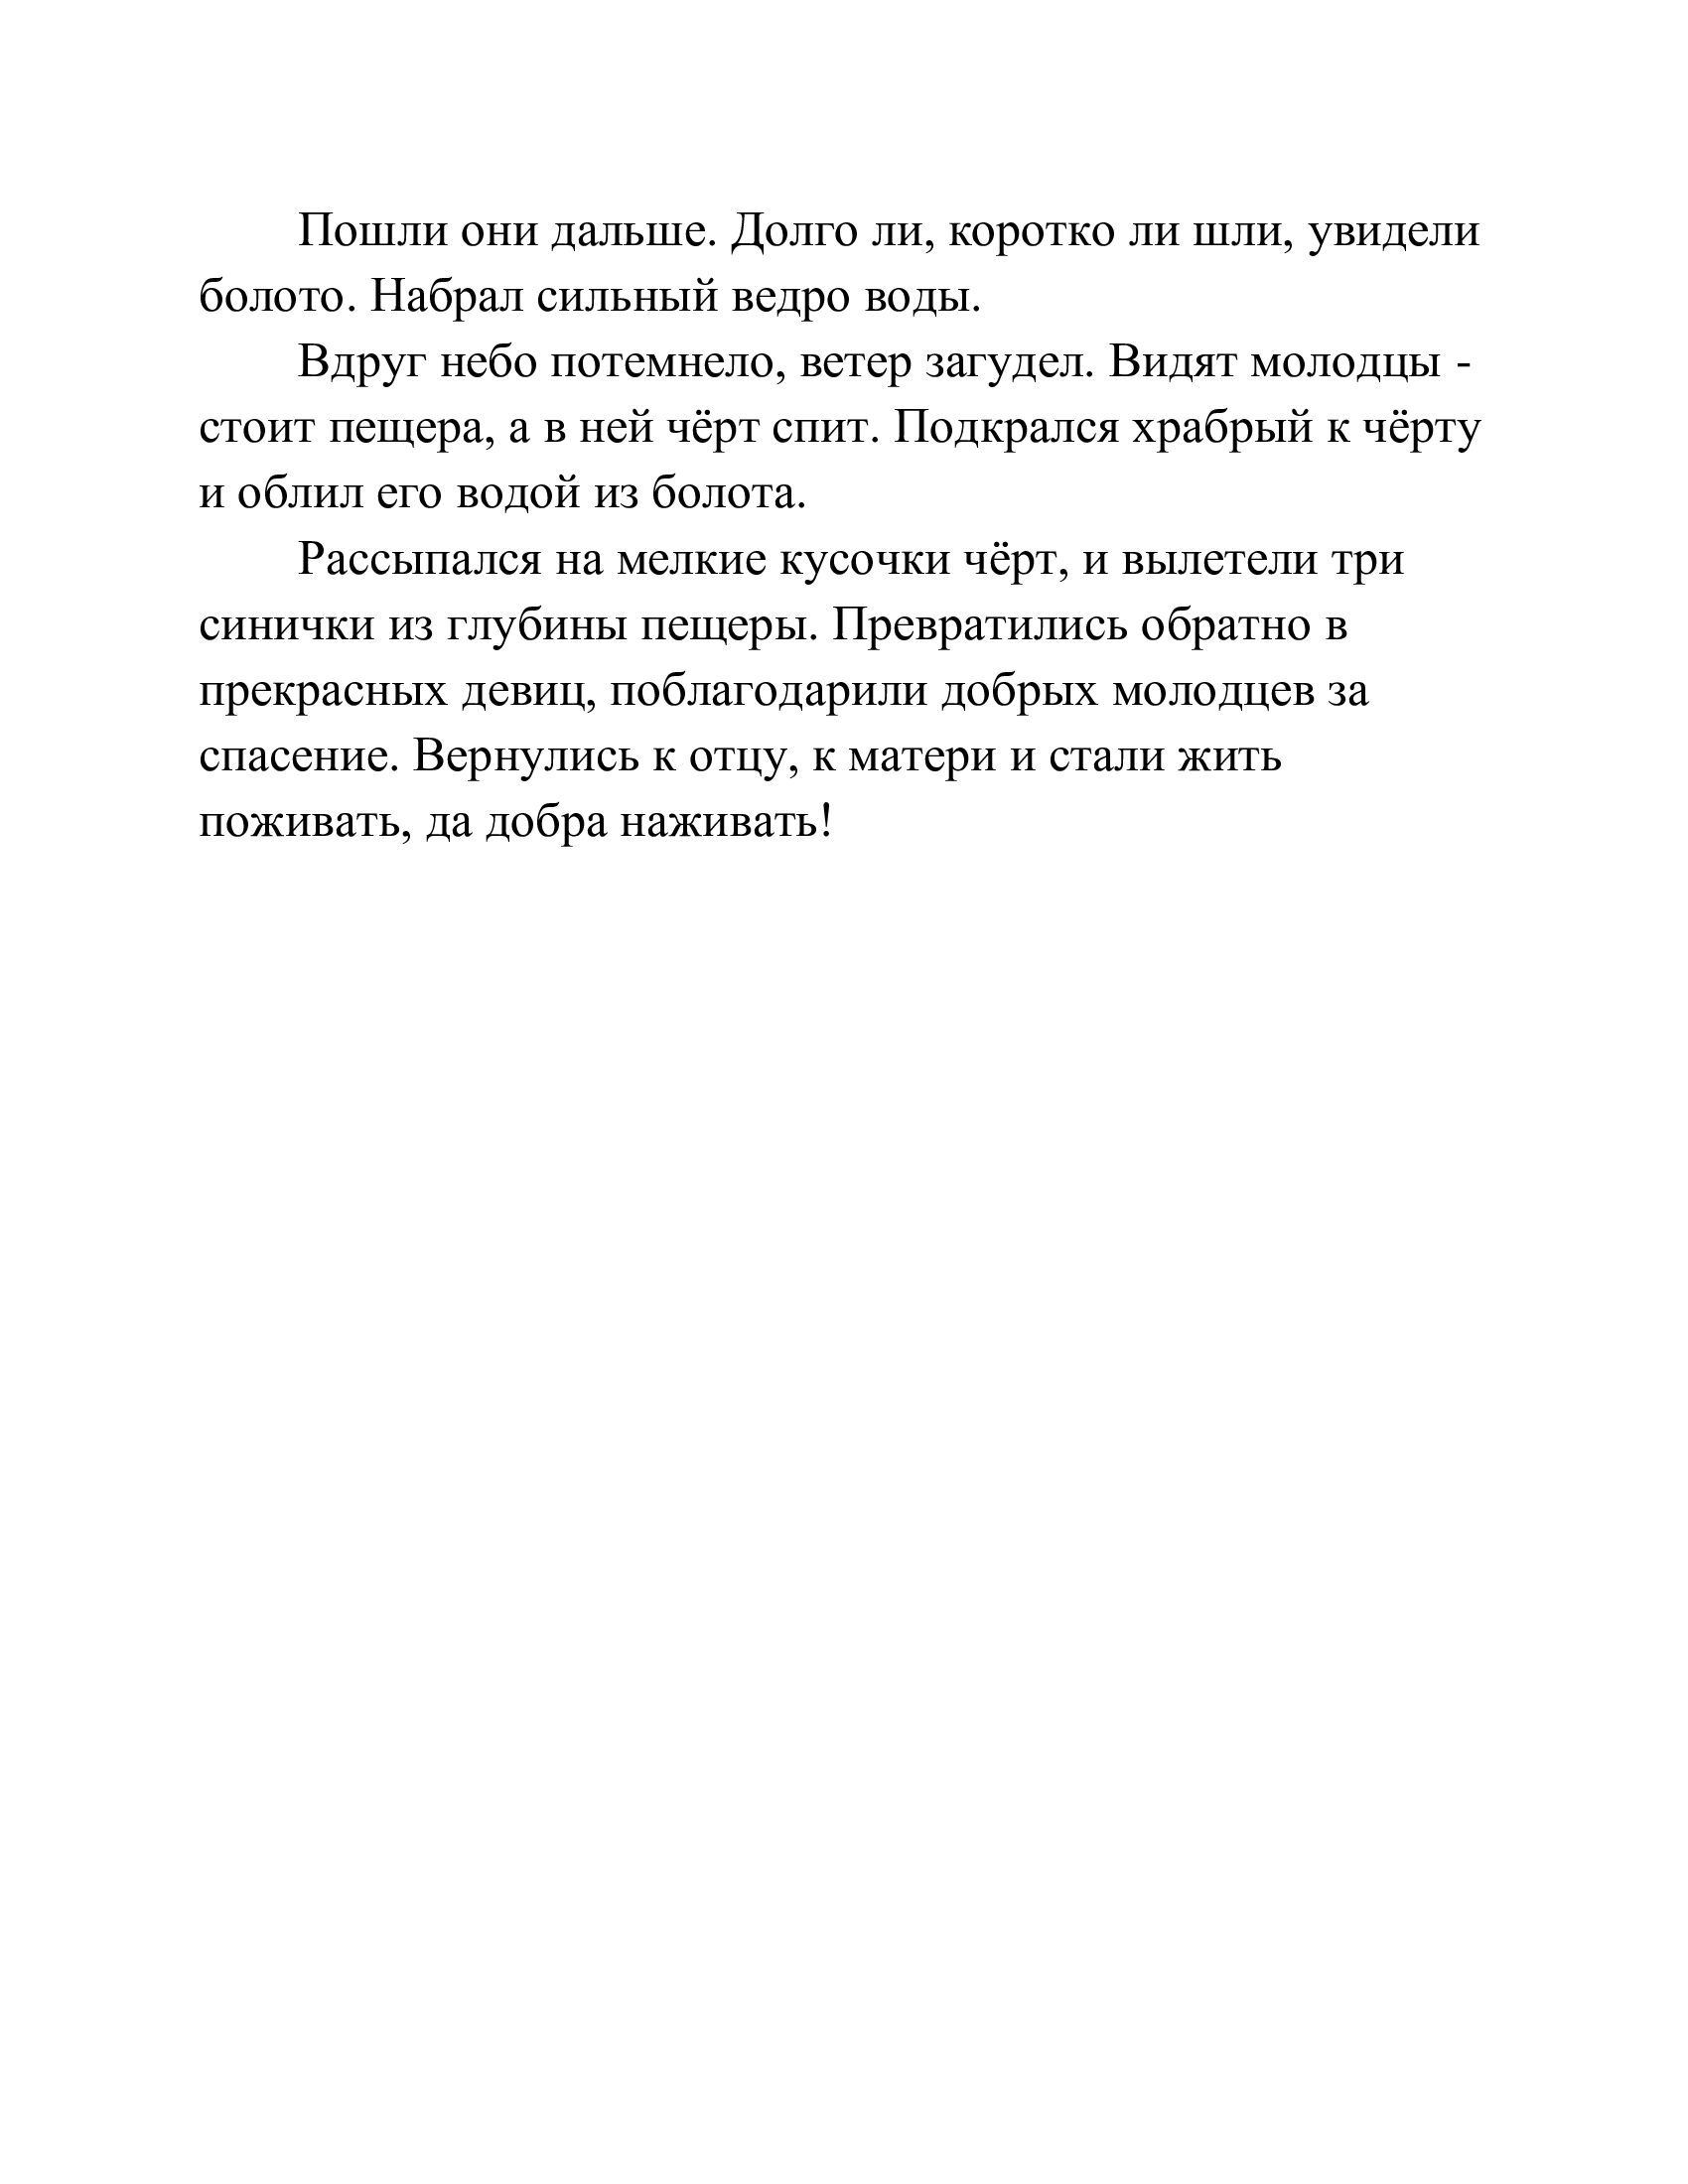 Пошли они дальше. Долго ли, коротко ли шли, увидели
болото. Набрал сильный ведро воды.
Вдруг небо потемнело, ветер загудел. Видят молодцы -
стоит пещера, а в ней чёрт спит. Подкрался храбрый к чёрту
и облил его водой из болота.
Рассыпался на мелкие кусочки чёрт, и вылетели три
синички из глубины пещеры. Превратились обратно в
прекрасных девиц, поблагодарили добрых молодцев за
спасение. Вернулись к отцу, к матери и стали жить
поживать, да добра наживать!